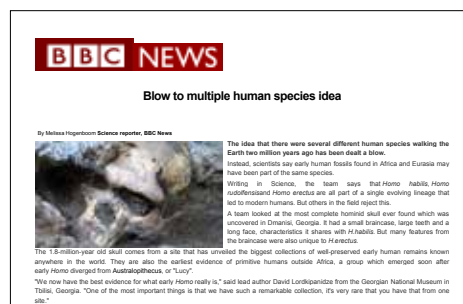 BBC NEWS
Blow to multiple human species idea
By Melissa Hogenboom Science reporter, BBC News
The idea that there were several different human species walking the
Earth two million years ago has been dealt a blow.
Instead, scientists say early human fossils found in Africa and Eurasia may
have been part of the same species.
Writing in Science, the team says that Homo habilis, Homo
rudolfensisand Homo erectus are all part of a single evolving lineage that
led to modern humans. But others in the field reject this.
A team looked at the most complete hominid skull ever found which was
uncovered in Dmanisi, Georgia. It had a small braincase, large teeth and a
long face, characteristics it shares with H.habilis. But many features from
the braincase were also unique to H.erectus.
The 1.8-million-year old skull comes from a site that has unveiled the biggest collections of well-preserved early human remains known
anywhere in the world. They are also the earliest evidence of primitive humans outside Africa, a group which emerged soon after
early Homo diverged from Australopithecus, or "Lucy".
"We now have the best evidence for what early Homo really is," said lead author David Lordkipanidze from the Georgian National Museum in
Tbilisi, Georgia. "One of the most important things is that we have such a remarkable collection, it's very rare that you have that from one
site."